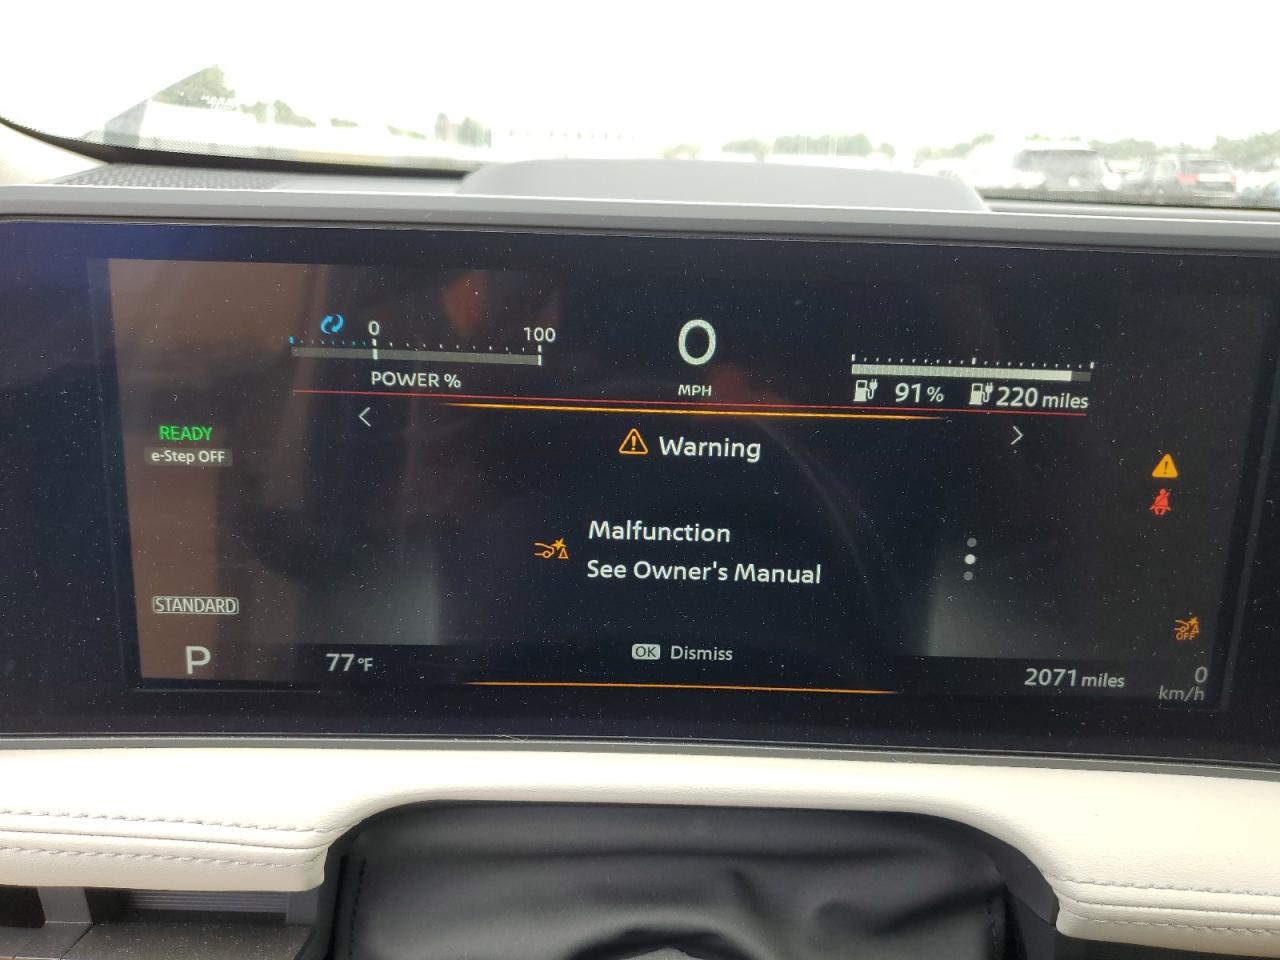 0
100
POWER %
0
MPH
91%
220 miles
READY
e-Step OFF
Warning
Malfunction
See Owner's Manual
STANDARD
P
77°F
OK Dismiss
OFF
2071 miles
0
km/h